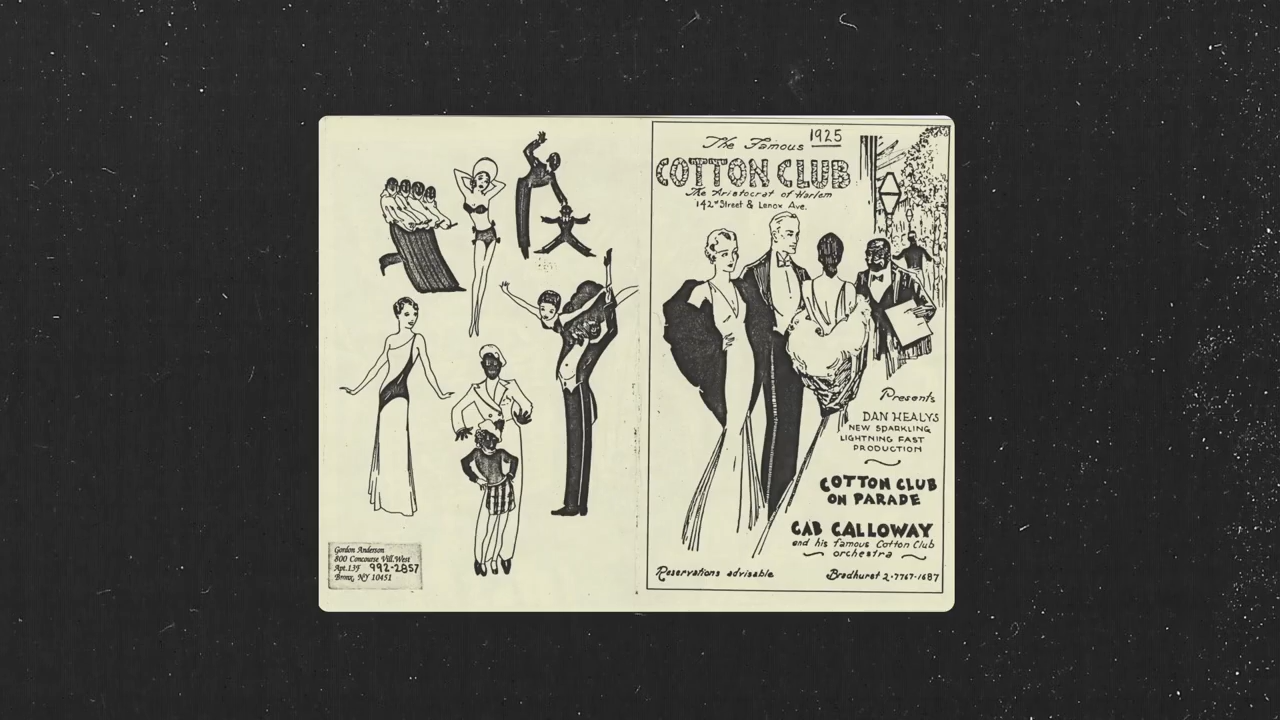 Gordon Anderson
800 Concourse Vill.West
Apt.13F 992-2857
Bronx, NY 10451
The Famous 1925
COTTON CLUB
The Aristocrat of Harlem
142nd Street & Lenox Ave.
Presents
DAN HEALYS
NEW SPARKLING
LIGHTNING FAST
PRODUCTION
COTTON CLUB
ON PARADE
CAB CALLOWAY
and his famous Cotton Club
orchestra
Reservations advisable
Bradhurst 2-7767-1687